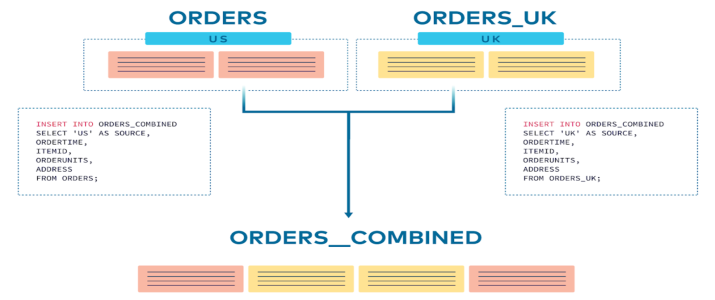 ORDERS
US
ORDERS_UK
UK
INSERT INTO ORDERS_COMBINED
SELECT 'US' AS SOURCE,
ORDERTIME,
ITEMID,
ORDERUNITS,
ADDRESS
FROM ORDERS;
INSERT INTO ORDERS_COMBINED
SELECT 'UK' AS SOURCE,
ORDERTIME,
ITEMID,
ORDERUNITS,
ADDRESS
FROM ORDERS_UK;
ORDERS__COMBINED